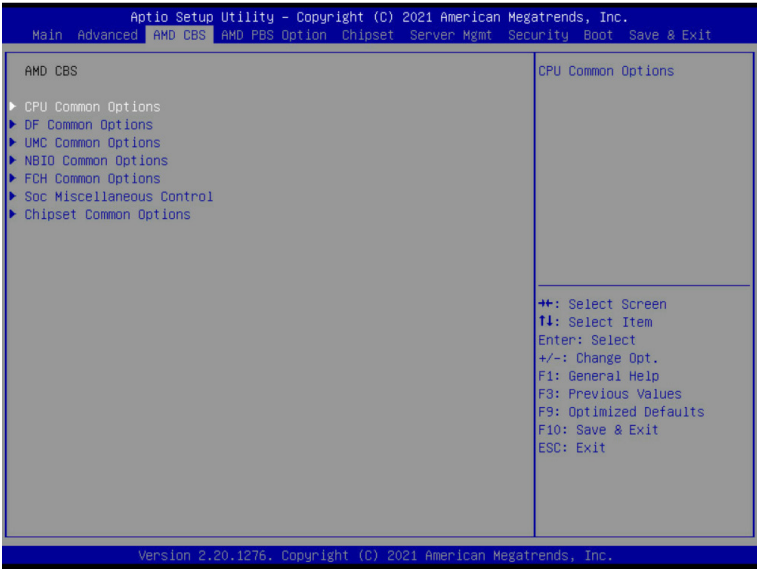 Aptio Setup Utility – Copyright (C) 2021 American Megatrends, Inc.
Main Advanced AMD CBS AMD PBS Option Chipset Server Mgmt Security Boot Save & Exit
AMD CBS
CPU Common Options
DF Common Options
UMC Common Options
NBIO Common Options
FCH Common Options
Soc Miscellaneous Control
Chipset Common Options
CPU Common Options
→←: Select Screen
↑↓: Select Item
Enter: Select
+/-: Change Opt.
F1: General Help
F3: Previous Values
F9: Optimized Defaults
F10: Save & Exit
ESC: Exit
Version 2.20.1276. Copyright (C) 2021 American Megatrends, Inc.